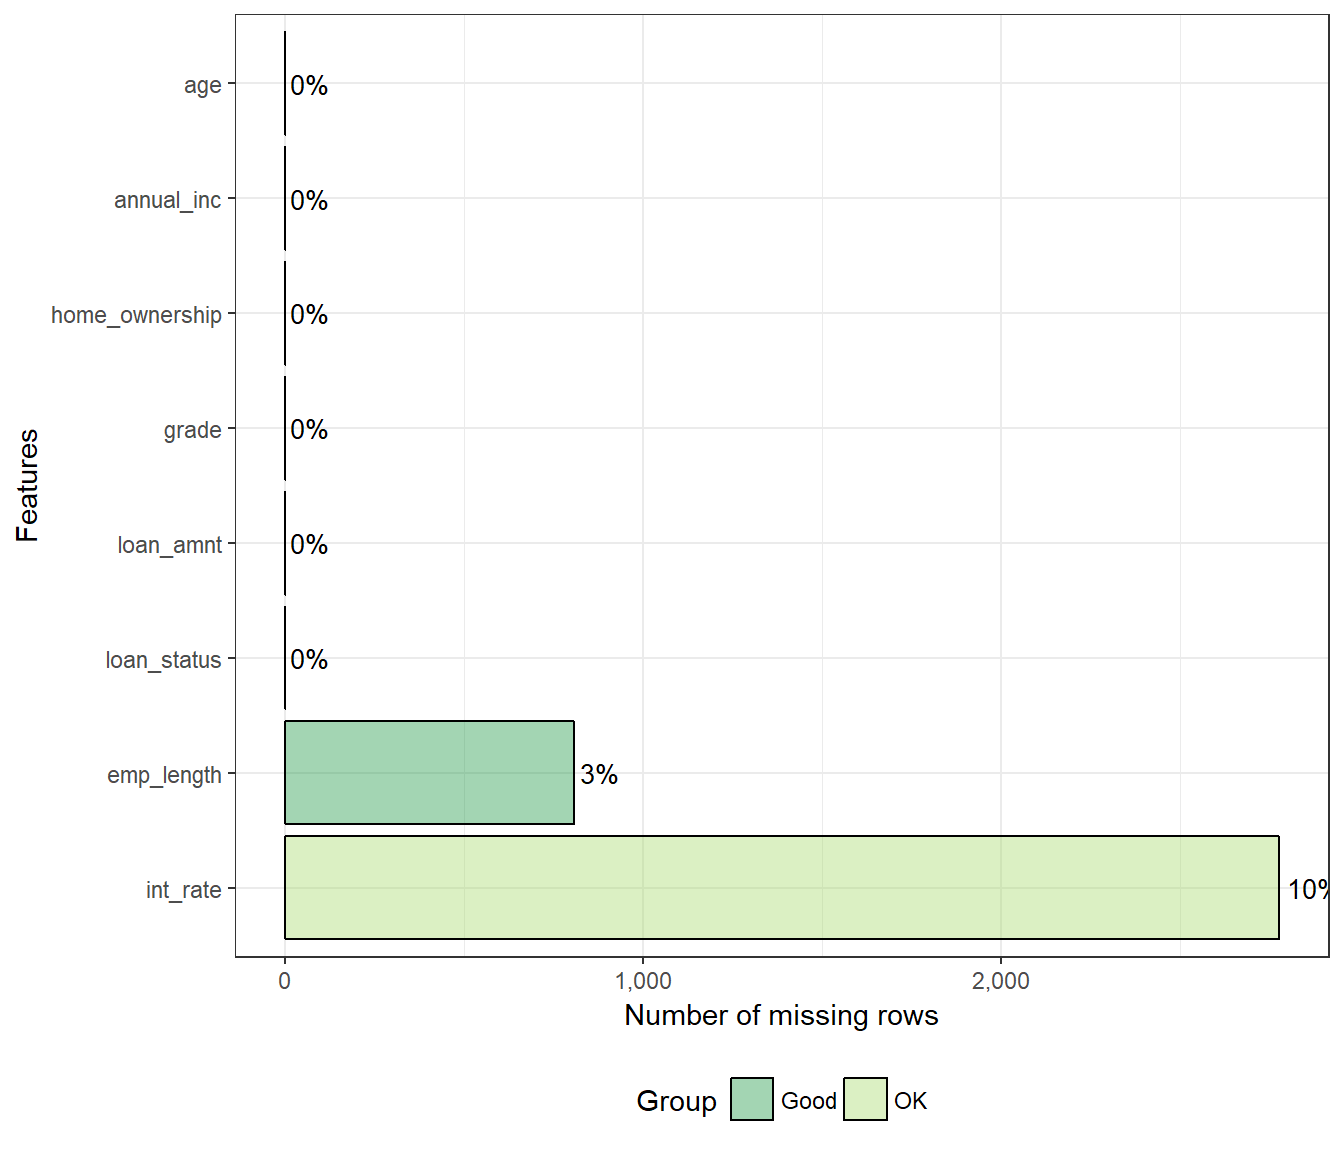 age
0%
annual_inc
0%
home_ownership
0%
grade
0%
loan_amnt
0%
loan_status
0%
emp_length
3%
int_rate
10%
Features
0
1,000
2,000
Number of missing rows
Group
Good
OK